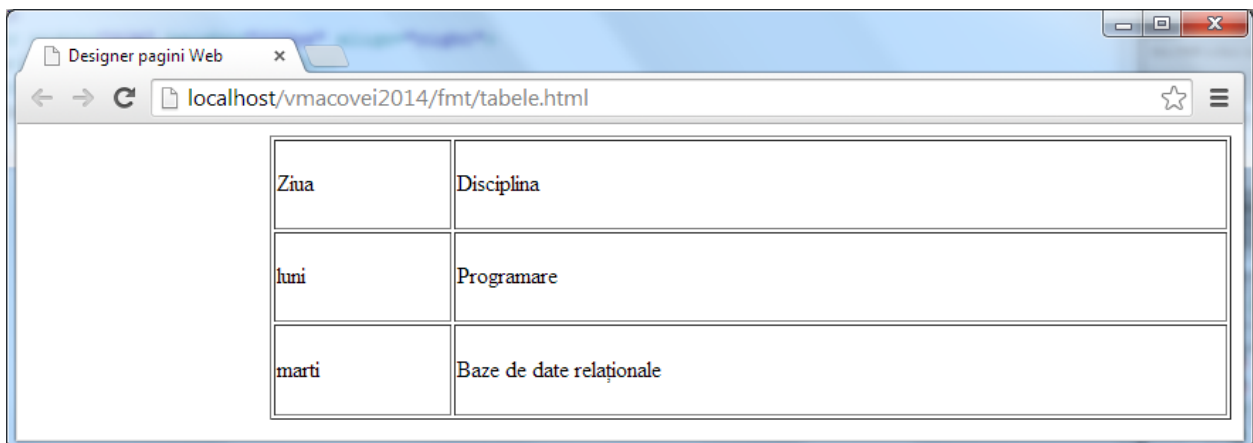 Designer pagini Web
localhost/vmacovei2014/fmt/tabele.html
Ziua Disciplina
luni Programare
marti Baze de date relaționale